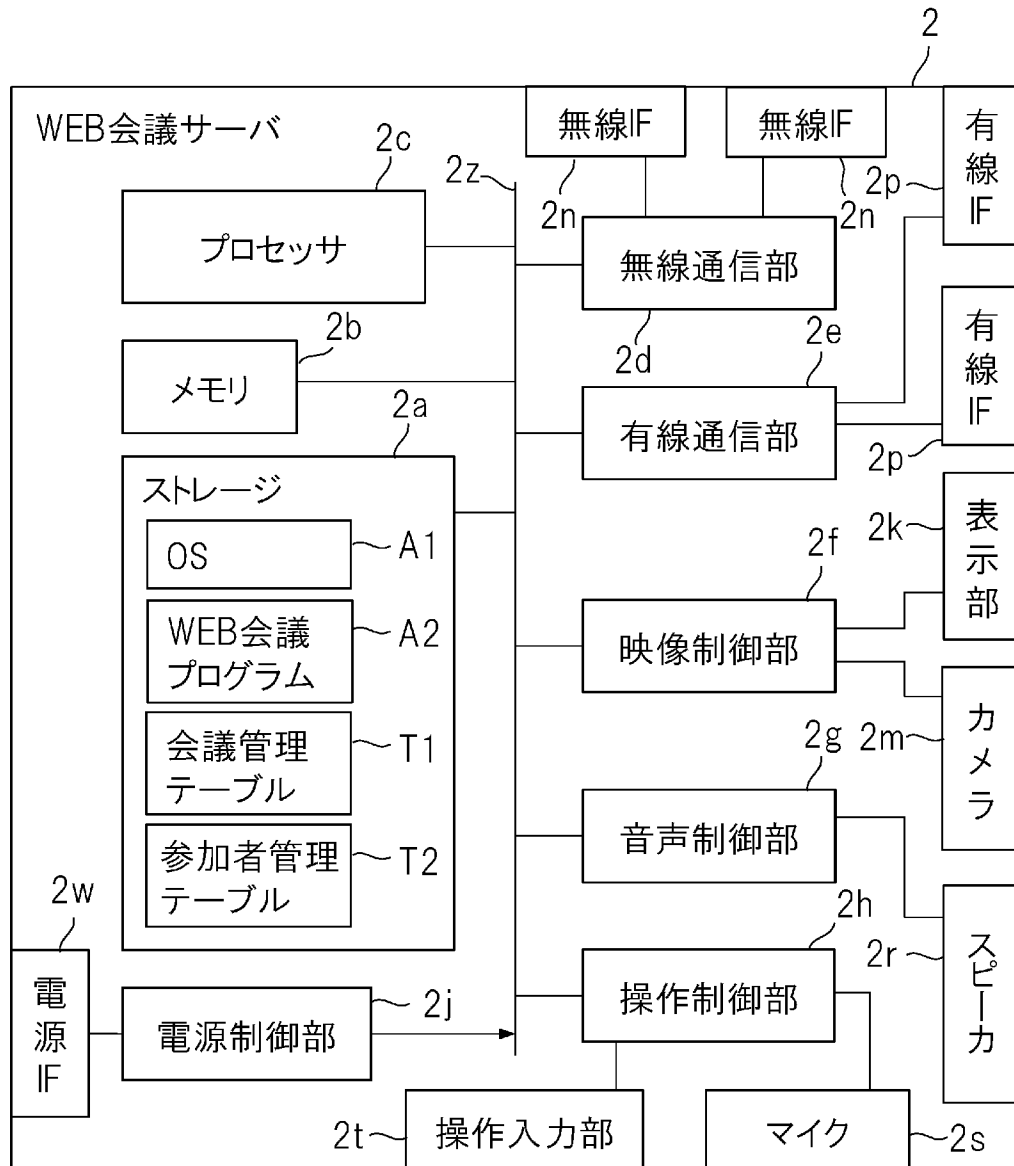 2
WEB会議サーバ
無線IF
無線IF
有線IF
2c
2z
2n
2n
2p
プロセッサ
無線通信部
2b
2d
2e
有線IF
メモリ
2a
有線通信部
2p
ストレージ
OS
A1
2k
表示部
2f
WEB会議
プログラム
A2
映像制御部
会議管理
テーブル
T1
2g
2m
カメラ
音声制御部
参加者管理
テーブル
T2
2w
2h
2r
スピーカ
電源IF
2j
操作制御部
電源制御部
2t
操作入力部
マイク
2s